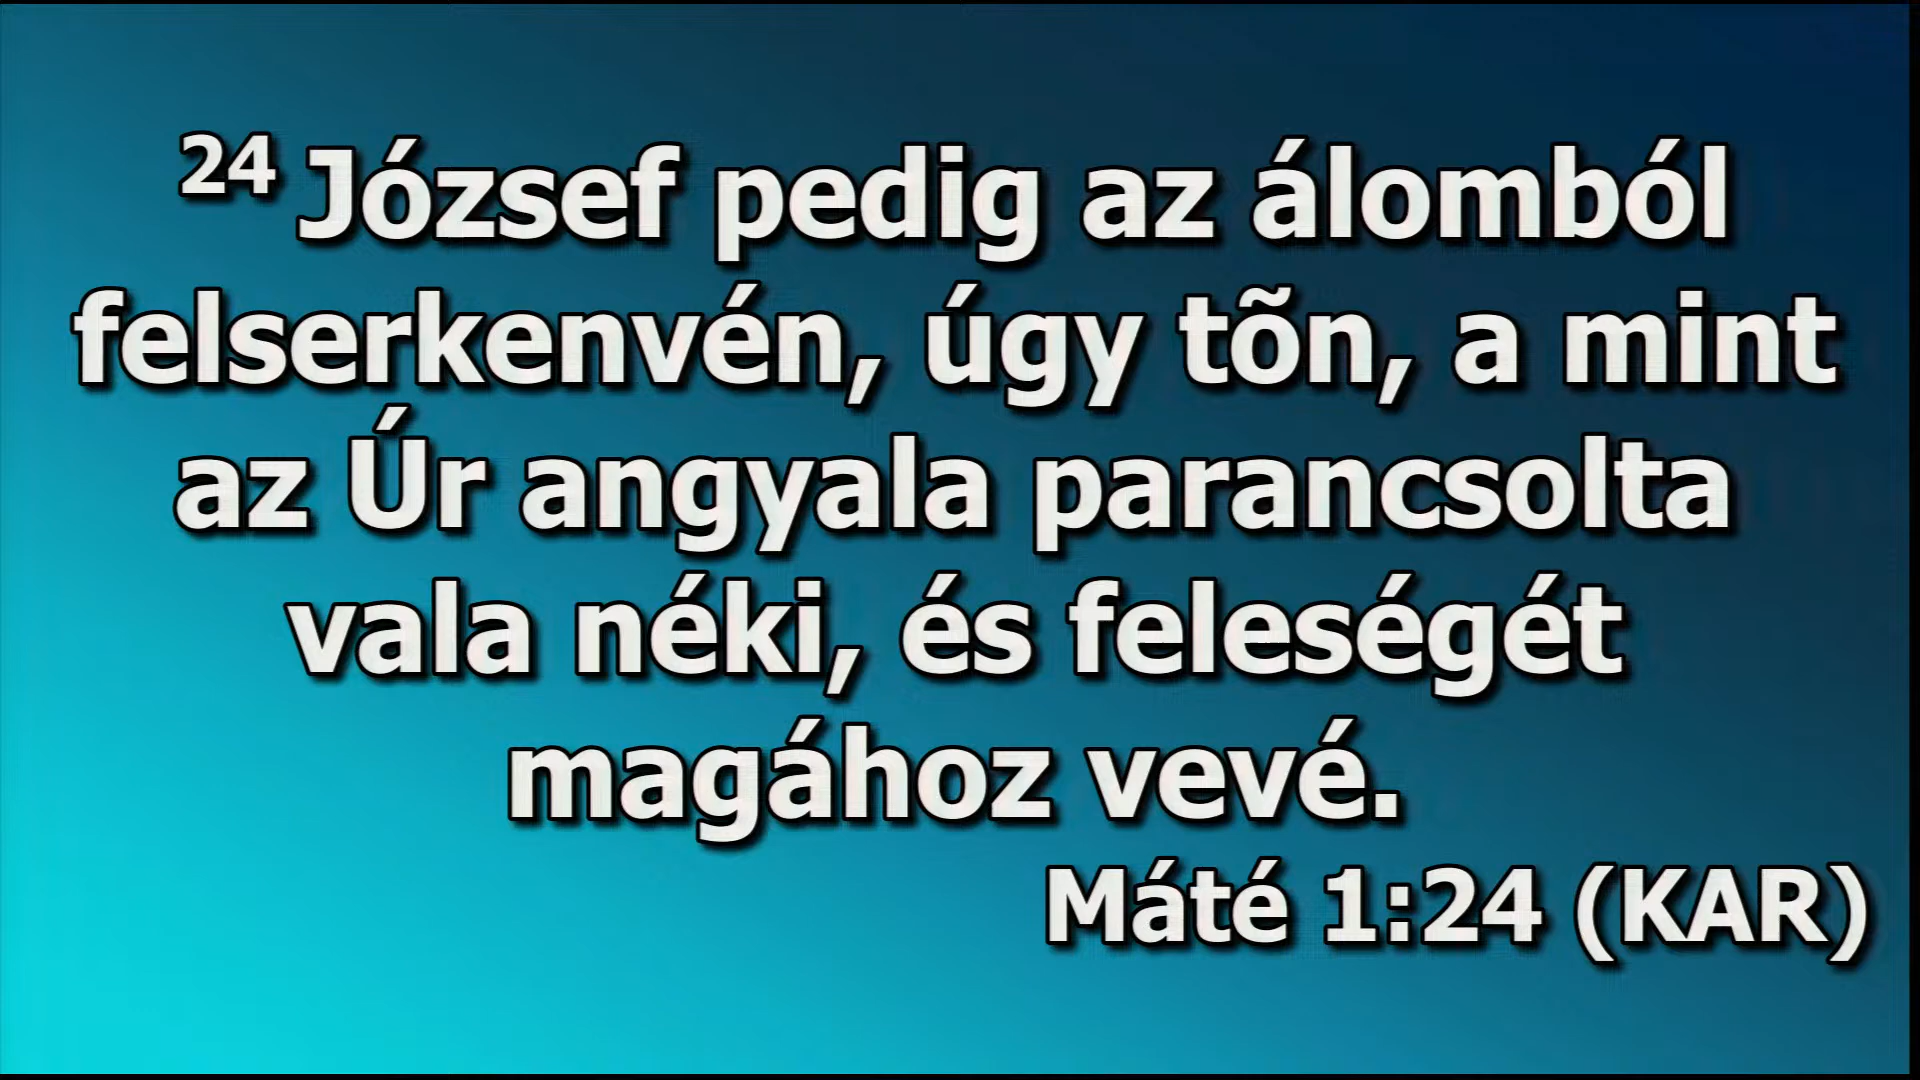 24 József pedig az álomból
felserkenvén, úgy tõn, a mint
az Úr angyala parancsolta
vala néki, és feleségét
magához vevé.
Máté 1:24 (KAR)